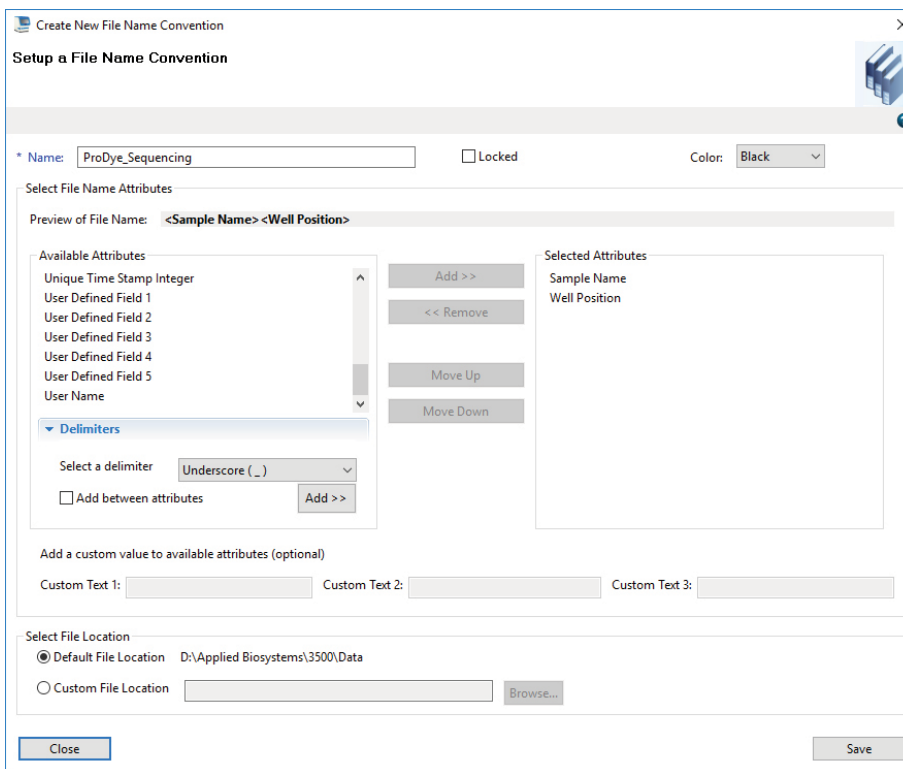 Create New File Name Convention
Setup a File Name Convention
* Name: ProDye_Sequencing Locked Color: Black
Select File Name Attributes
Preview of File Name: <Sample Name> <Well Position>
Available Attributes
Unique Time Stamp Integer
User Defined Field 1
User Defined Field 2
User Defined Field 3
User Defined Field 4
User Defined Field 5
User Name
Delimiters
Select a delimiter Underscore ( _ )
Add between attributes Add >>
Add >>
<< Remove
Move Up
Move Down
Selected Attributes
Sample Name
Well Position
Add a custom value to available attributes (optional)
Custom Text 1: Custom Text 2: Custom Text 3:
Select File Location
Default File Location D:\Applied Biosystems\3500\Data
Custom File Location Browse...
Close Save